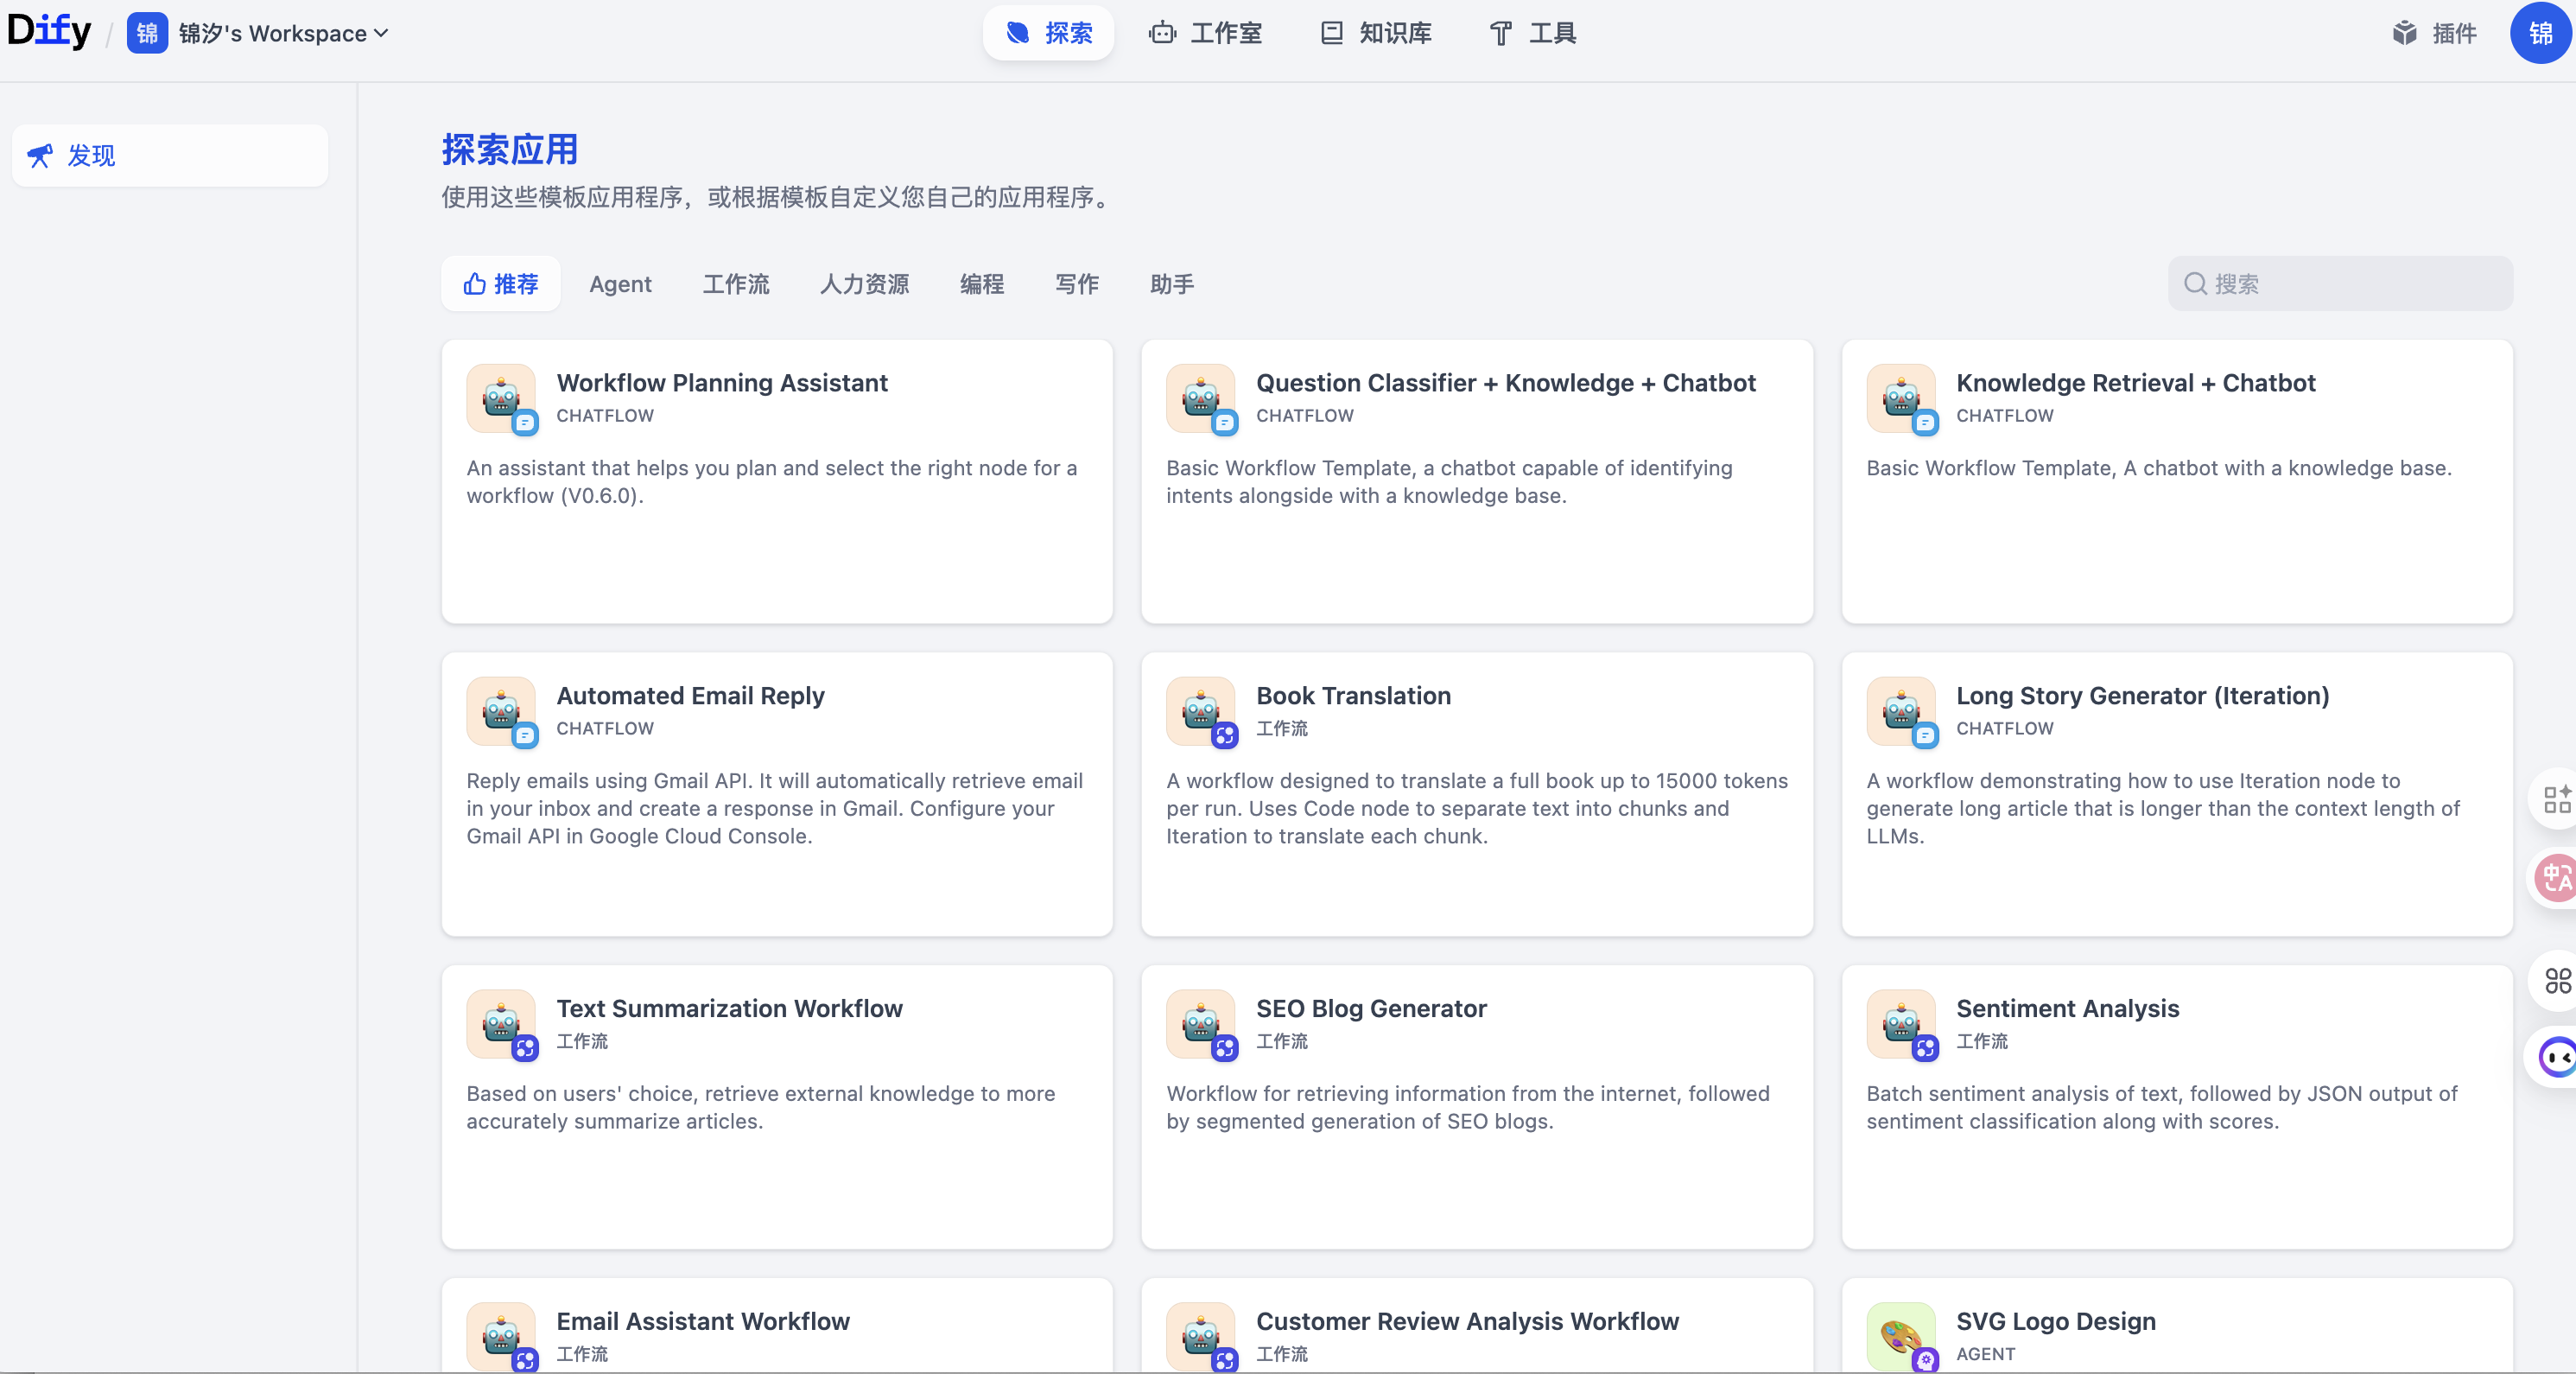 Dify / 锦 锦汐's Workspace
探索 工作室 知识库 工具
插件 锦
发现
探索应用
使用这些模板应用程序，或根据模板自定义您自己的应用程序。
推荐 Agent 工作流 人力资源 编程 写作 助手
搜索
Workflow Planning Assistant
CHATFLOW
An assistant that helps you plan and select the right node for a
workflow (V0.6.0).
Question Classifier + Knowledge + Chatbot
CHATFLOW
Basic Workflow Template, a chatbot capable of identifying
intents alongside with a knowledge base.
Knowledge Retrieval + Chatbot
CHATFLOW
Basic Workflow Template, A chatbot with a knowledge base.
Automated Email Reply
CHATFLOW
Reply emails using Gmail API. It will automatically retrieve email
in your inbox and create a response in Gmail. Configure your
Gmail API in Google Cloud Console.
Book Translation
工作流
A workflow designed to translate a full book up to 15000 tokens
per run. Uses Code node to separate text into chunks and
Iteration to translate each chunk.
Long Story Generator (Iteration)
CHATFLOW
A workflow demonstrating how to use Iteration node to
generate long article that is longer than the context length of
LLMs.
Text Summarization Workflow
工作流
Based on users' choice, retrieve external knowledge to more
accurately summarize articles.
SEO Blog Generator
工作流
Workflow for retrieving information from the internet, followed
by segmented generation of SEO blogs.
Sentiment Analysis
工作流
Batch sentiment analysis of text, followed by JSON output of
sentiment classification along with scores.
Email Assistant Workflow
工作流
Customer Review Analysis Workflow
工作流
SVG Logo Design
AGENT
中A